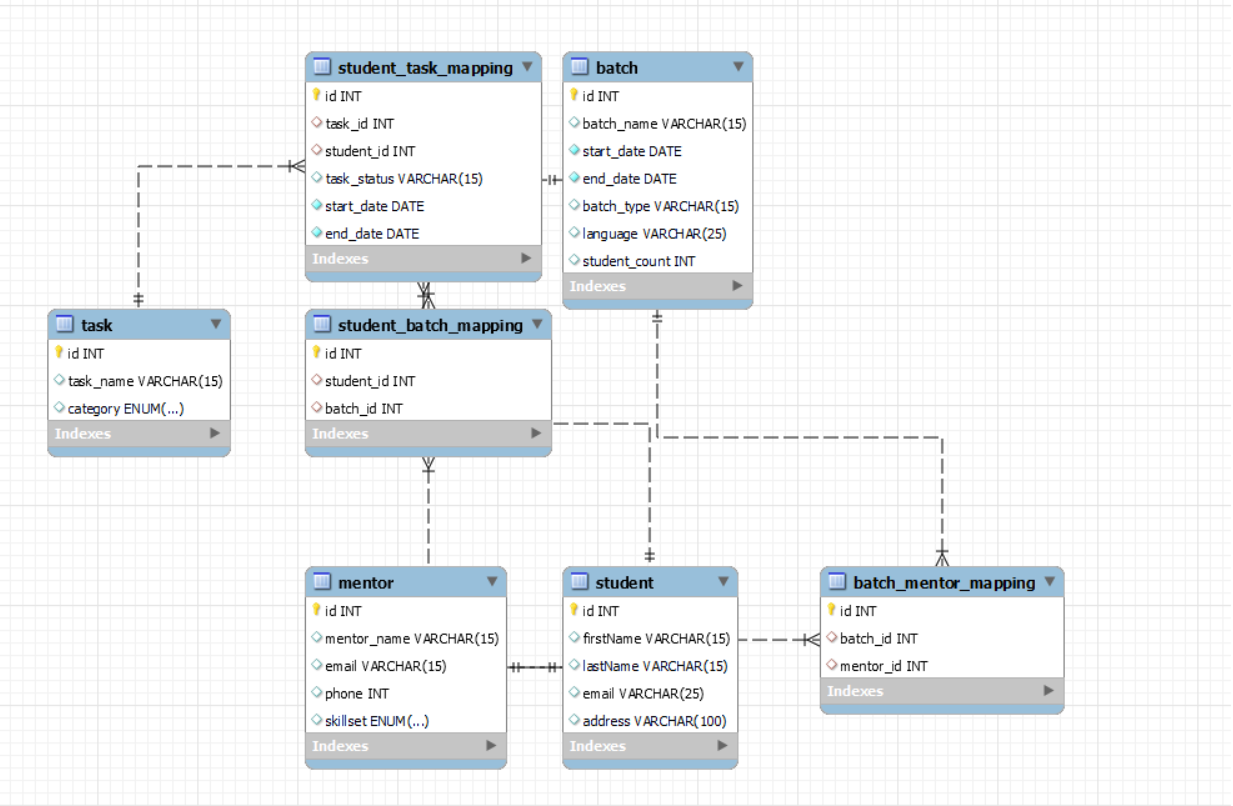 student_task_mapping
id INT
task_id INT
student_id INT
task_status VARCHAR(15)
start_date DATE
end_date DATE
Indexes
batch
id INT
batch_name VARCHAR(15)
start_date DATE
end_date DATE
batch_type VARCHAR(15)
language VARCHAR(25)
student_count INT
Indexes
task
id INT
task_name VARCHAR(15)
category ENUM(...)
Indexes
student_batch_mapping
id INT
student_id INT
batch_id INT
Indexes
mentor
id INT
mentor_name VARCHAR(15)
email VARCHAR(15)
phone INT
skillset ENUM(...)
Indexes
student
id INT
firstName VARCHAR(15)
lastName VARCHAR(15)
email VARCHAR(25)
address VARCHAR(100)
Indexes
batch_mentor_mapping
id INT
batch_id INT
mentor_id INT
Indexes